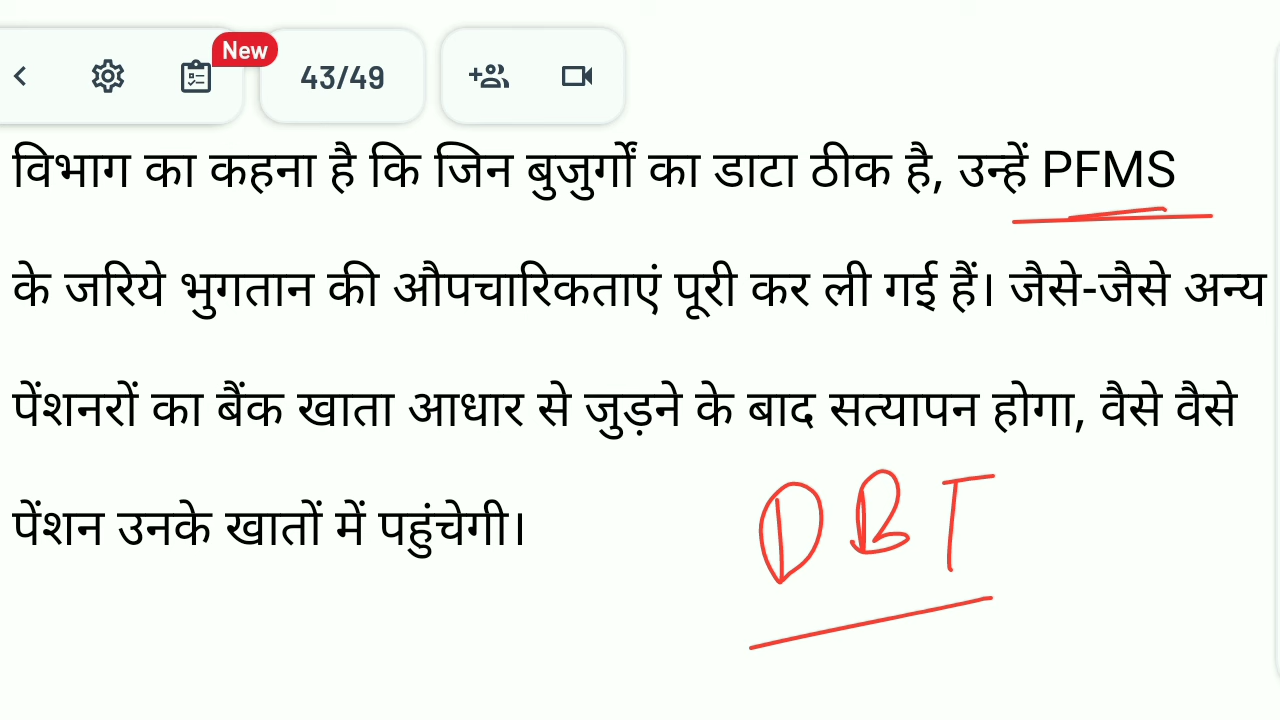 New
43/49
विभाग का कहना है कि जिन बुजुर्गों का डाटा ठीक है, उन्हें PFMS
के जरिये भुगतान की औपचारिकताएं पूरी कर ली गई हैं। जैसे-जैसे अन्य
पेंशनरों का बैंक खाता आधार से जुड़ने के बाद सत्यापन होगा, वैसे वैसे
पेंशन उनके खातों में पहुंचेगी।
DBT